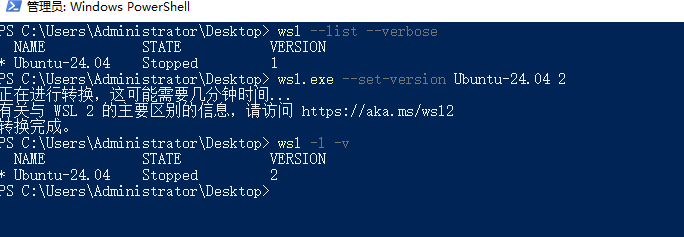 管理员: Windows PowerShell
PS C:\Users\Administrator\Desktop> wsl --list --verbose
  NAME            STATE           VERSION
* Ubuntu-24.04    Stopped         1
PS C:\Users\Administrator\Desktop> wsl.exe --set-version Ubuntu-24.04 2
正在进行转换，这可能需要几分钟时间...
有关与 WSL 2 的主要区别的信息，请访问 https://aka.ms/wsl2
转换完成。
PS C:\Users\Administrator\Desktop> wsl -l -v
  NAME            STATE           VERSION
* Ubuntu-24.04    Stopped         2
PS C:\Users\Administrator\Desktop>